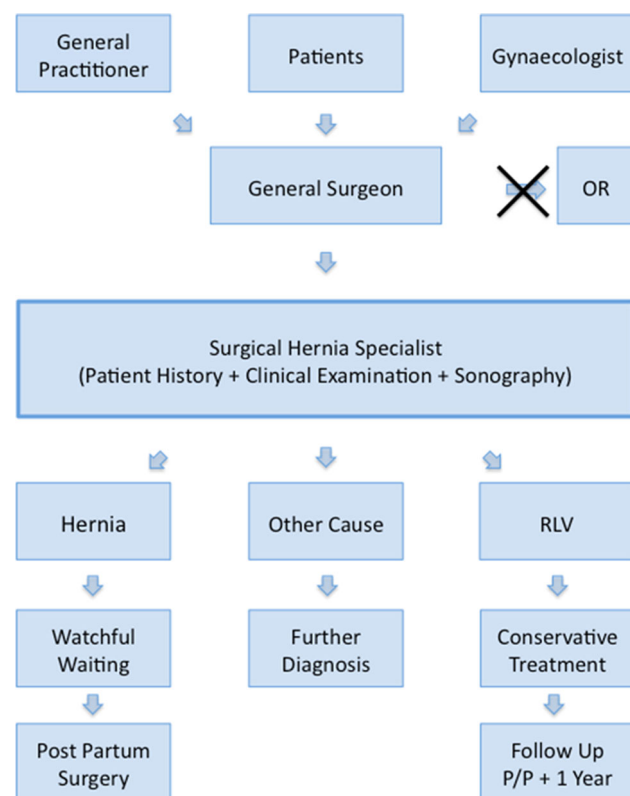 General
Practitioner
Patients
Gynaecologist
General Surgeon
OR
Surgical Hernia Specialist
(Patient History + Clinical Examination + Sonography)
Hernia
Other Cause
RLV
Watchful
Waiting
Further
Diagnosis
Conservative
Treatment
Post Partum
Surgery
Follow Up
P/P + 1 Year